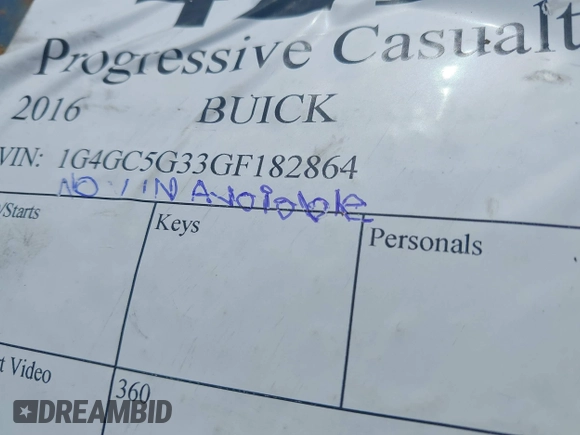 Progressive Casualt
2016 BUICK
VIN: 1G4GC5G33GF182864
NO VIN Available
/Starts
Keys
Personals
t Video
360
DREAMBID